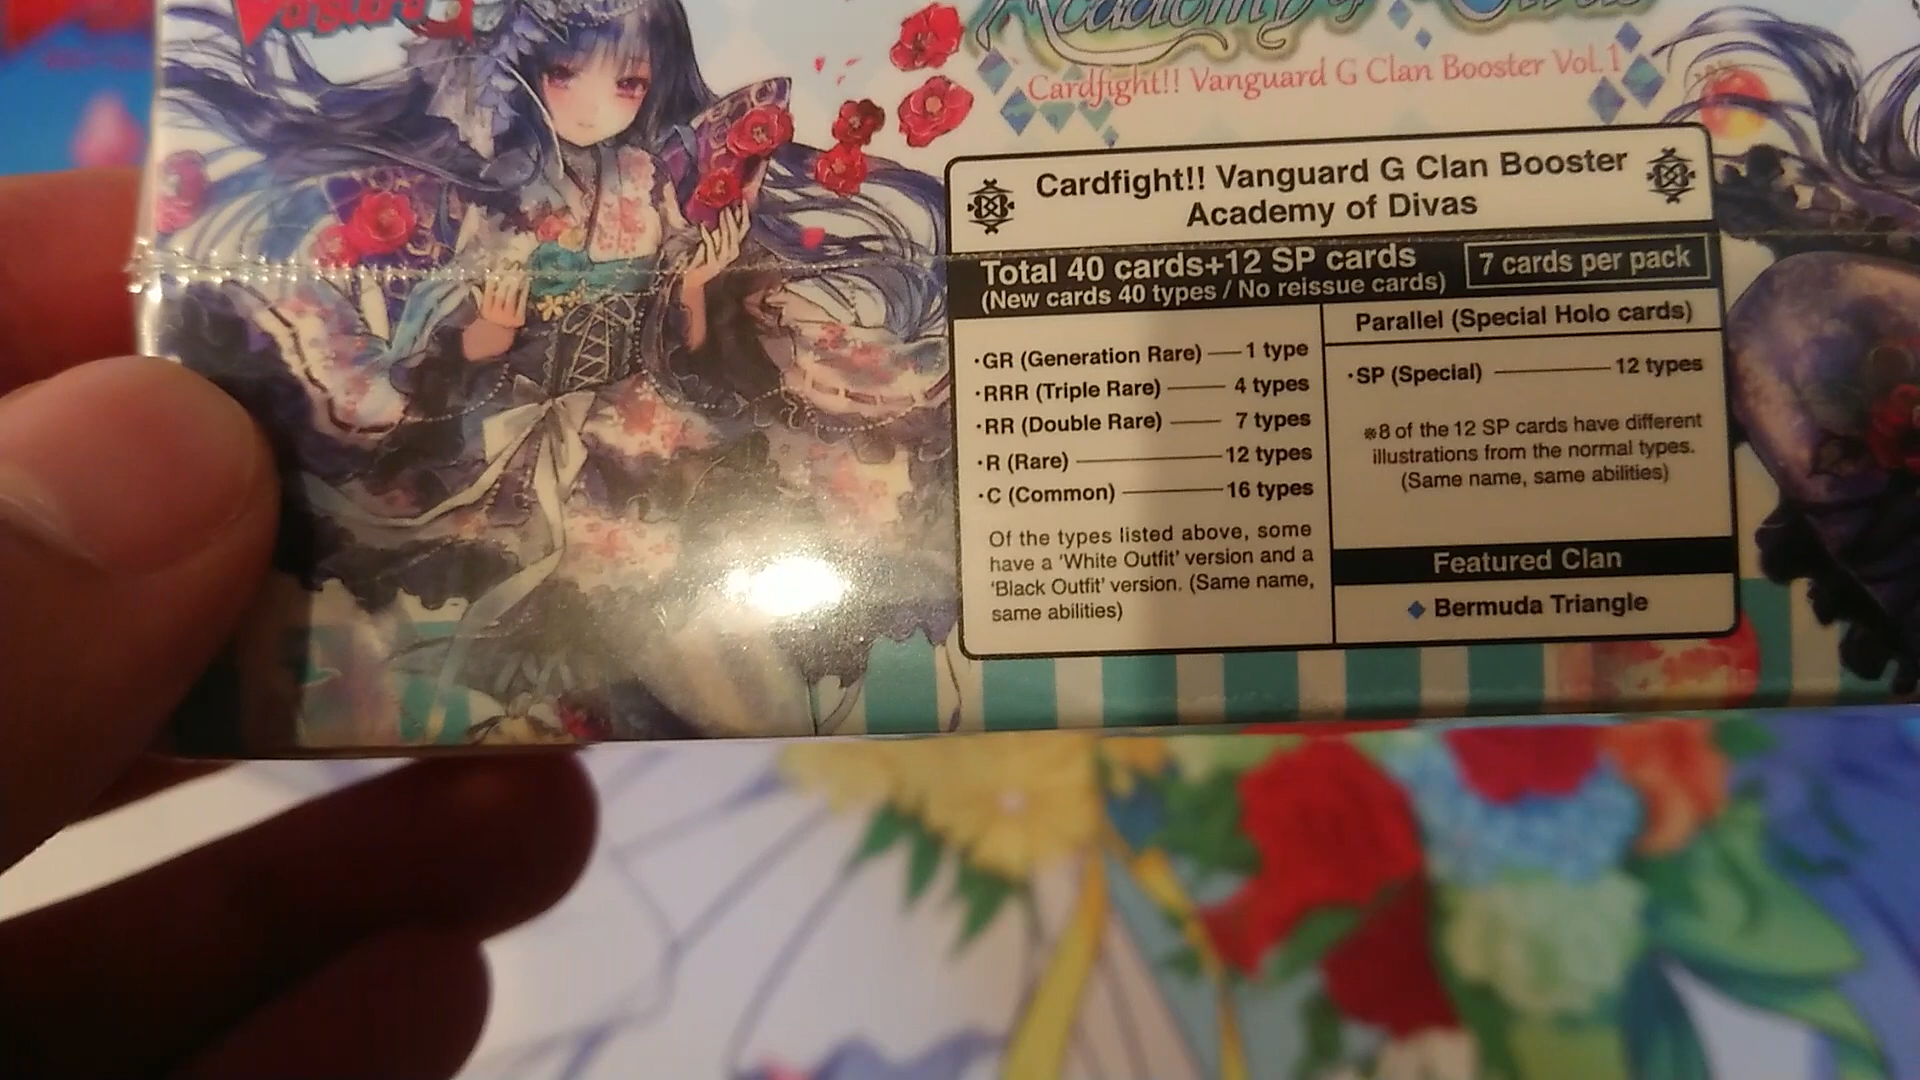 Vanguard G
Academy of Divas
Cardfight!! Vanguard G Clan Booster Vol.1
Cardfight!! Vanguard G Clan Booster
Academy of Divas
Total 40 cards+12 SP cards
(New cards 40 types / No reissue cards)
7 cards per pack
·GR (Generation Rare) 1 type
·RRR (Triple Rare) 4 types
·RR (Double Rare) 7 types
·R (Rare) 12 types
·C (Common) 16 types
Of the types listed above, some
have a 'White Outfit' version and a
'Black Outfit' version. (Same name,
same abilities)
Parallel (Special Holo cards)
·SP (Special) 12 types
※8 of the 12 SP cards have different
illustrations from the normal types.
(Same name, same abilities)
Featured Clan
◆ Bermuda Triangle